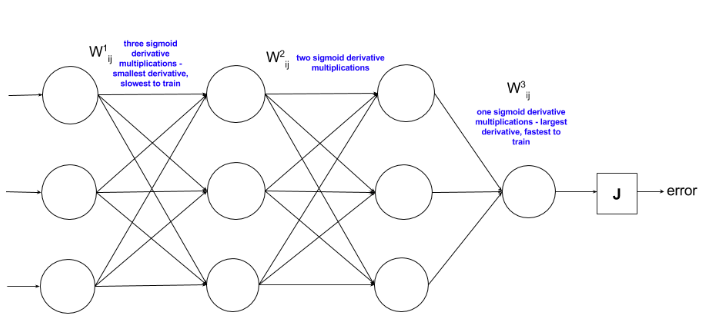 W¹ij
three sigmoid
derivative
multiplications -
smallest derivative,
slowest to train
W²ij
two sigmoid derivative
multiplications
W³ij
one sigmoid derivative
multiplications - largest
derivative, fastest to
train
J
error